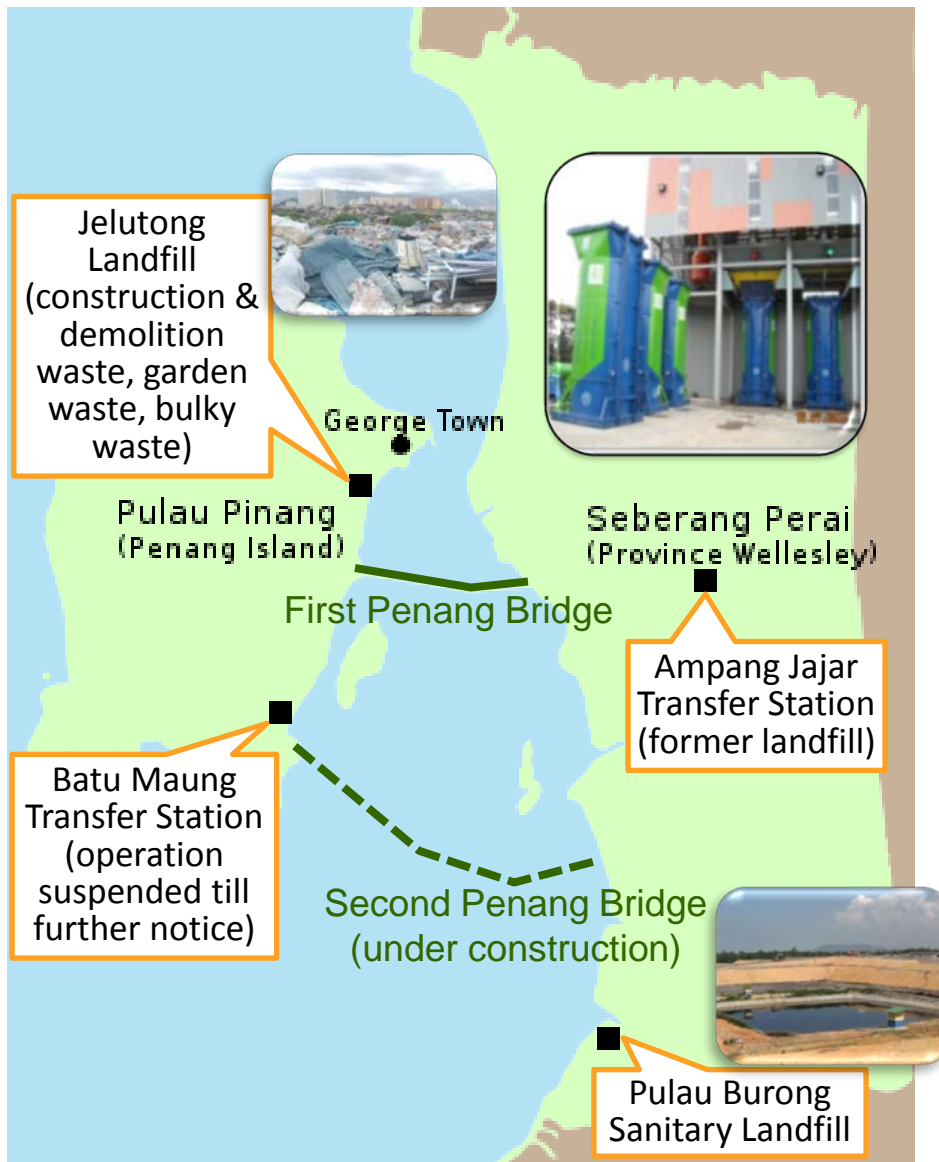 Jelutong
Landfill
(construction &
demolition
waste, garden
waste, bulky
waste)
George Town
Pulau Pinang
(Penang Island)
Seberang Perai
(Province Wellesley)
First Penang Bridge
Ampang Jajar
Transfer Station
(former landfill)
Batu Maung
Transfer Station
(operation
suspended till
further notice)
Second Penang Bridge
(under construction)
Pulau Burong
Sanitary Landfill